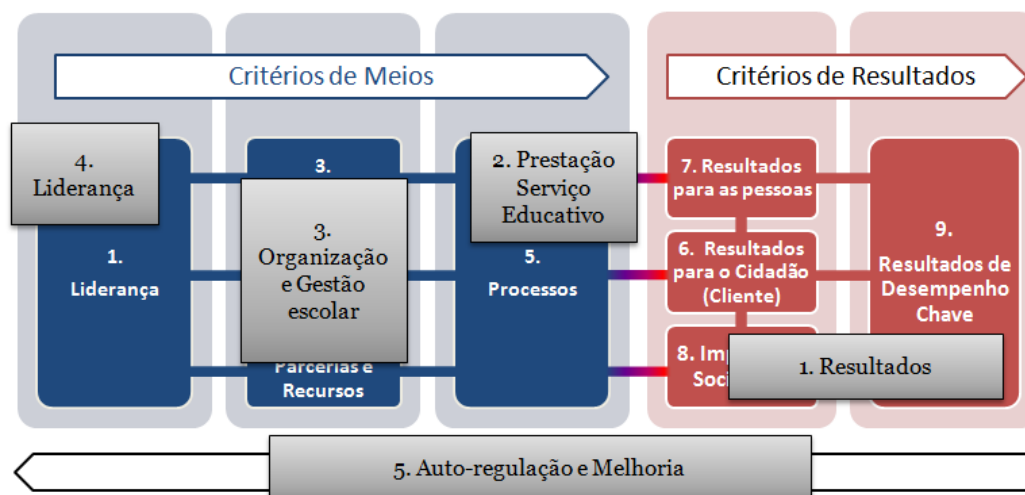 Critérios de Meios
Critérios de Resultados
4.
Liderança
1.
Liderança
3.
3.
Organização
e Gestão
escolar
Parcerias e
Recursos
2. Prestação
Serviço
Educativo
5.
Processos
7. Resultados
para as pessoas
6. Resultados
para o Cidadão
(Cliente)
8.
9.
Resultados de
Desempenho
Chave
1. Resultados
5. Auto-regulação e Melhoria